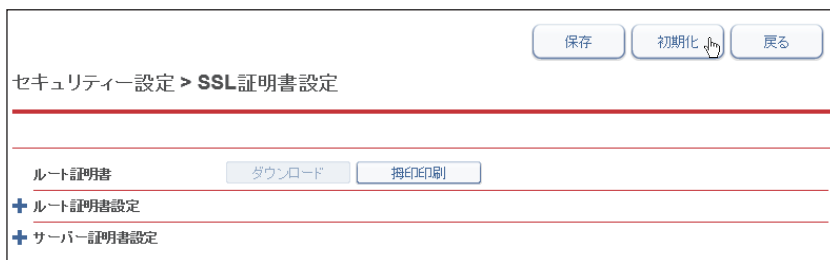 保存 初期化 戻る
セキュリティー設定 > SSL証明書設定
ルート証明書 ダウンロード 拇印印刷
ルート証明書設定
サーバー証明書設定